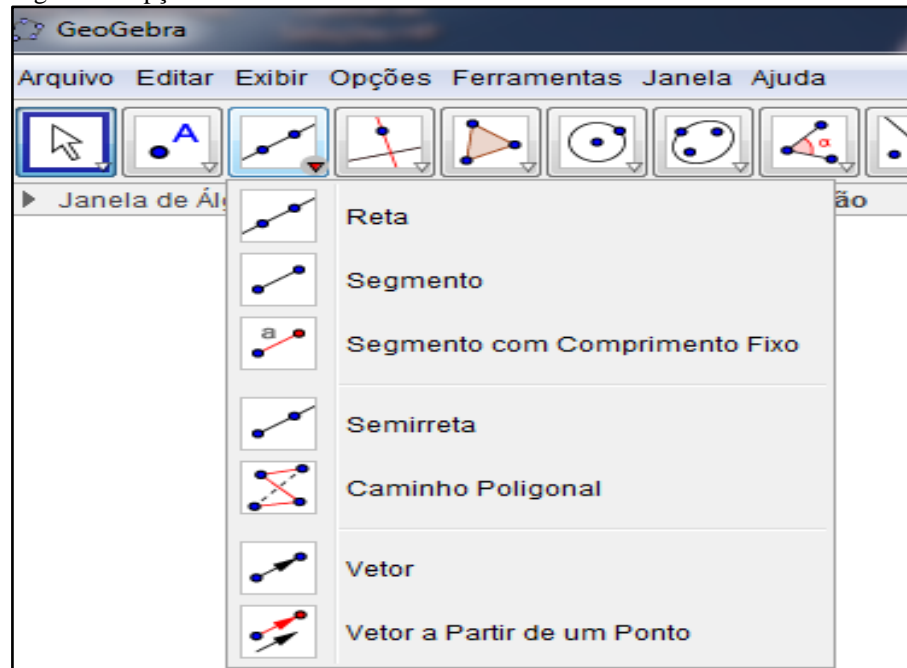 GeoGebra
Arquivo Editar Exibir Opções Ferramentas Janela Ajuda
A
α
Janela de Ál
ão
Reta
Segmento
a
Segmento com Comprimento Fixo
Semirreta
Caminho Poligonal
Vetor
Vetor a Partir de um Ponto